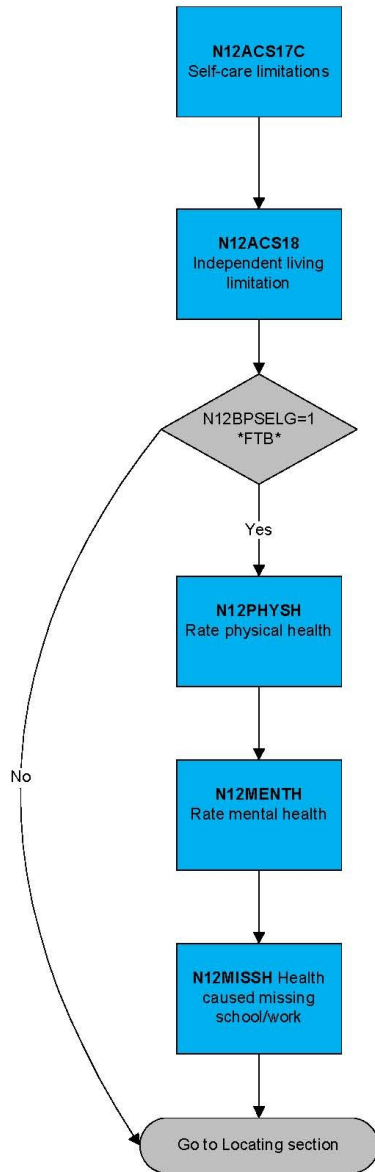 N12ACS17C
Self-care limitations
N12ACS18
Independent living
limitation
N12BPSELG=1
*FTB*
Yes
N12PHYSH
Rate physical health
No
N12MENTH
Rate mental health
N12MISSH Health
caused missing
school/work
Go to Locating section